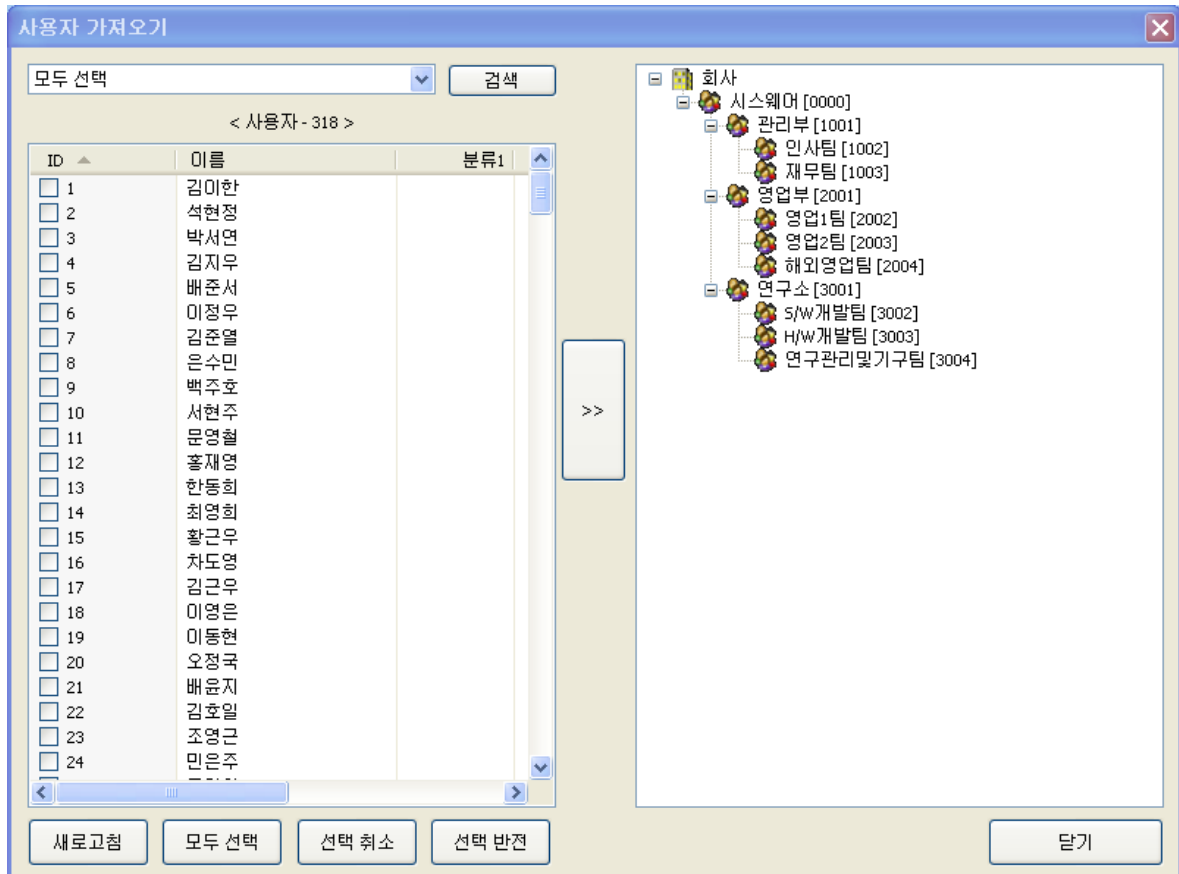 사용자 가져오기
모두 선택
검색
< 사용자 - 318 >
ID 이름 분류1
1 김이한
2 석현정
3 박서연
4 김지우
5 배준서
6 이정우
7 김준열
8 은수민
9 백주호
10 서현주
11 문영철
12 홍재영
13 한동희
14 최영희
15 황근우
16 차도영
17 김근우
18 이영은
19 이동현
20 오정국
21 배윤지
22 김호일
23 조영근
24 민은주
새로고침
모두 선택
선택 취소
선택 반전
>>
회사
시스웨어 [0000]
관리부 [1001]
인사팀 [1002]
재무팀 [1003]
영업부 [2001]
영업1팀 [2002]
영업2팀 [2003]
해외영업팀 [2004]
연구소 [3001]
S/W개발팀 [3002]
H/W개발팀 [3003]
연구관리및기구팀 [3004]
닫기